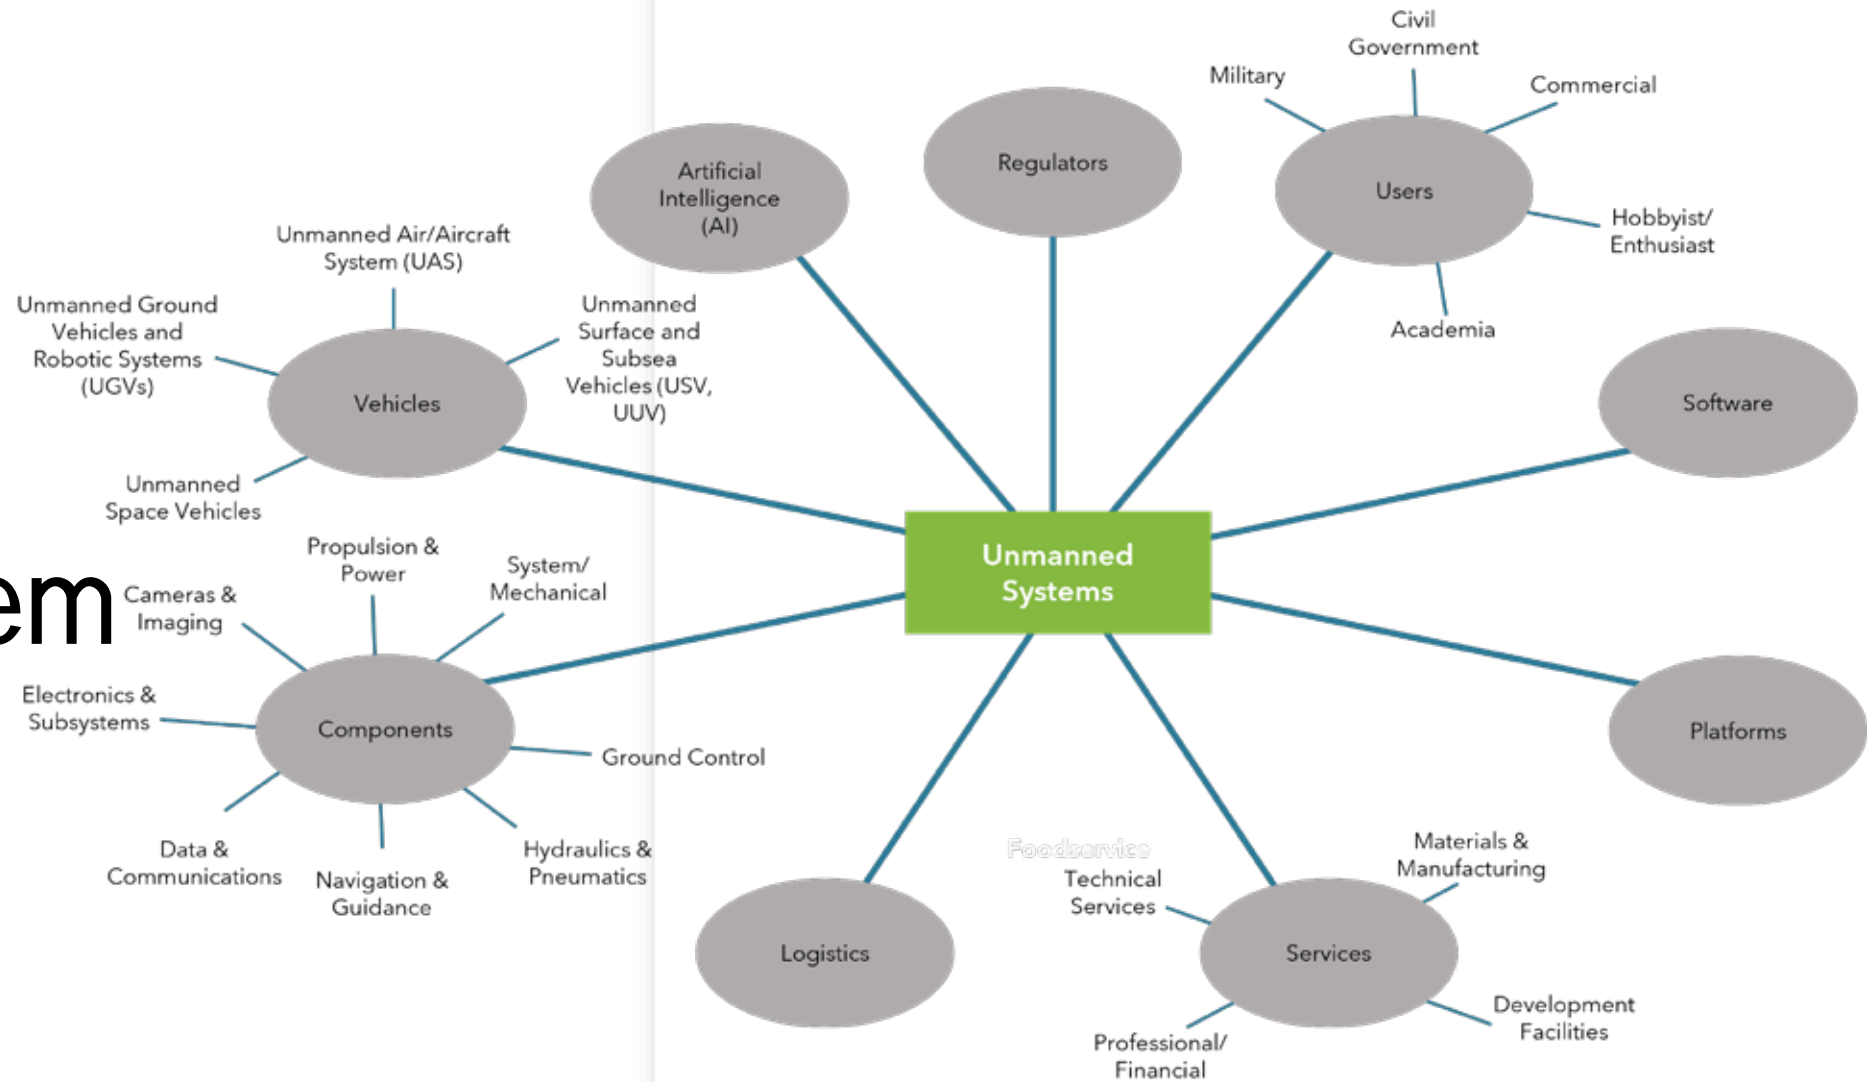 Civil
Government
Military
Commercial
Users
Hobbyist/
Enthusiast
Academia
Regulators
Artificial
Intelligence
(AI)
Unmanned Air/Aircraft
System (UAS)
Unmanned Ground
Vehicles and
Robotic Systems
(UGVs)
Unmanned
Surface and
Subsea
Vehicles (USV,
UUV)
Vehicles
Unmanned
Space Vehicles
Software
Unmanned
Systems
em
Propulsion &
Power
System/
Mechanical
Cameras &
Imaging
Electronics &
Subsystems
Components
Ground Control
Data &
Communications
Navigation &
Guidance
Hydraulics &
Pneumatics
Platforms
Foodservice
Technical
Services
Materials &
Manufacturing
Logistics
Services
Development
Facilities
Professional/
Financial